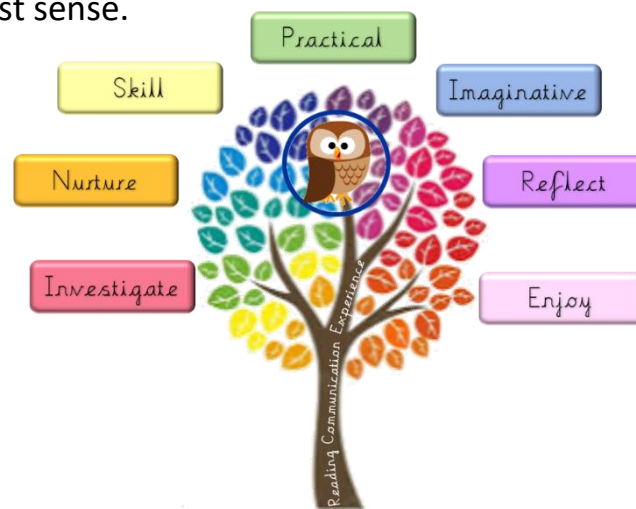 st sense.
Practical
Skill
Imaginative
Nurture
Reflect
Investigate
Enjoy
Reading Communication Experience